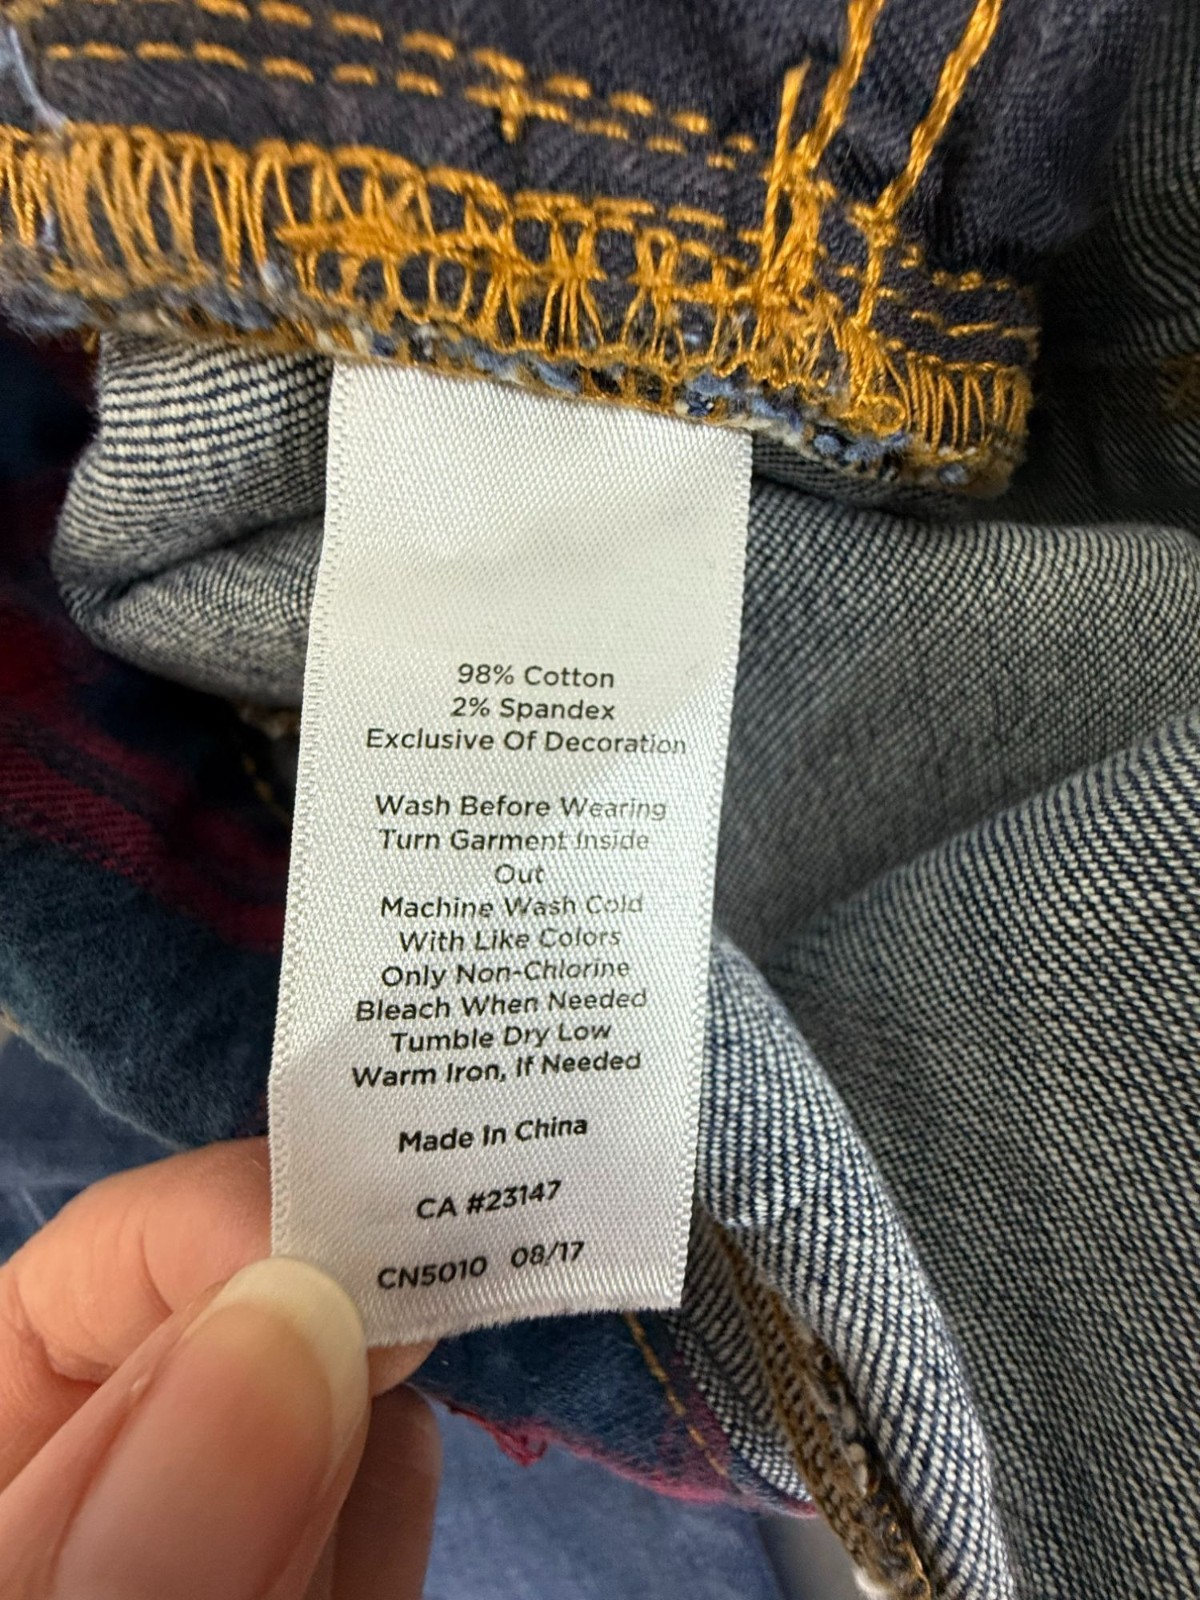 98% Cotton
2% Spandex
Exclusive Of Decoration
Wash Before Wearing
Turn Garment Inside
Out
Machine Wash Cold
With Like Colors
Only Non-Chlorine
Bleach When Needed
Tumble Dry Low
Warm Iron, If Needed
Made In China
CA #23147
CN5010 08/17